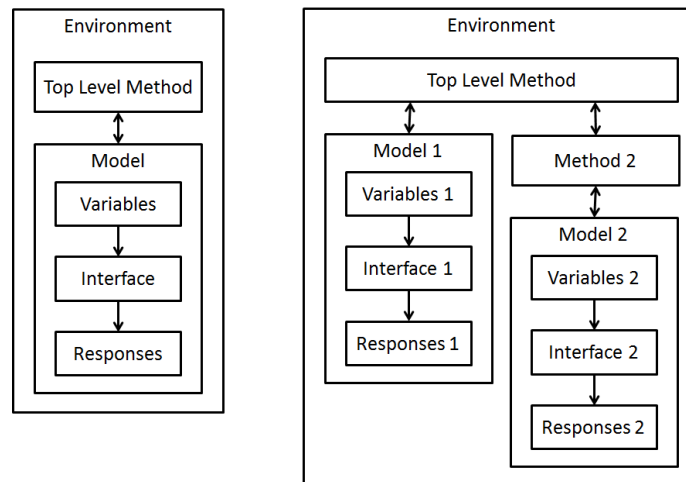 Environment
Top Level Method
Model
Variables
Interface
Responses
Environment
Top Level Method
Model 1
Variables 1
Interface 1
Responses 1
Method 2
Model 2
Variables 2
Interface 2
Responses 2